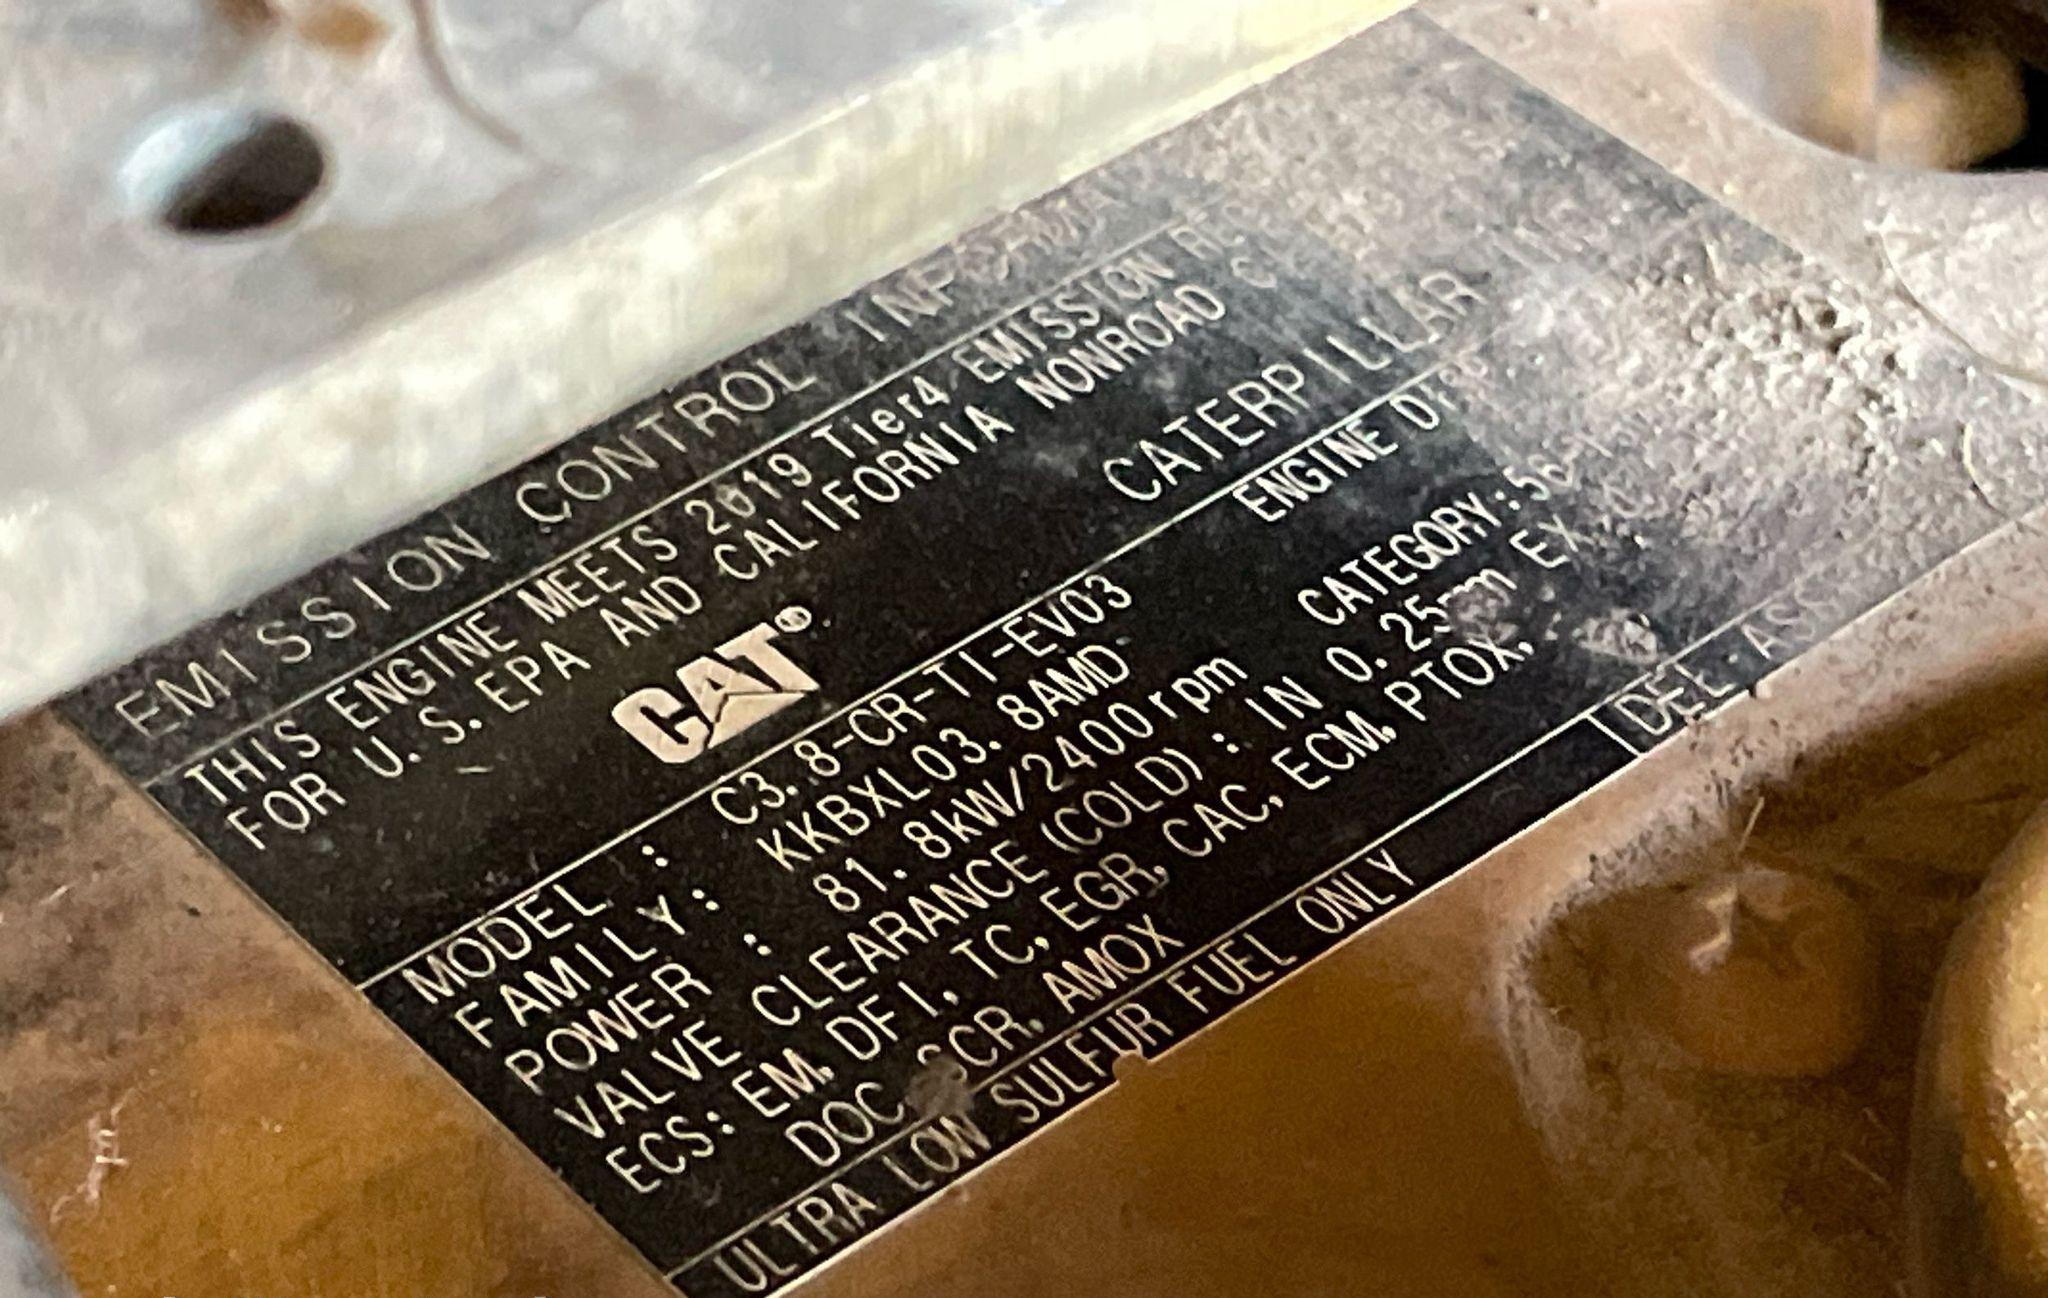 EMISSION CONTROL
THIS ENGINE MEETS 2019 Tier4 EMISSION
FOR U.S.EPA AND CALIFORNIA NONROAD
CAT® CATERPILLAR
MODEL : C3.8-CR-TI-EV03 ENGINE
FAMILY: KKBXL03.8AMD
POWER : 81.8kW/2400rpm CATEGORY:
VALVE CLEARANCE (COLD) : IN 0.25mm EX
ECS: EM, DFI, TC, EGR, CAC, ECM, PTOX,
DOC, SCR, AMOX
ULTRA LOW SULFUR FUEL ONLY